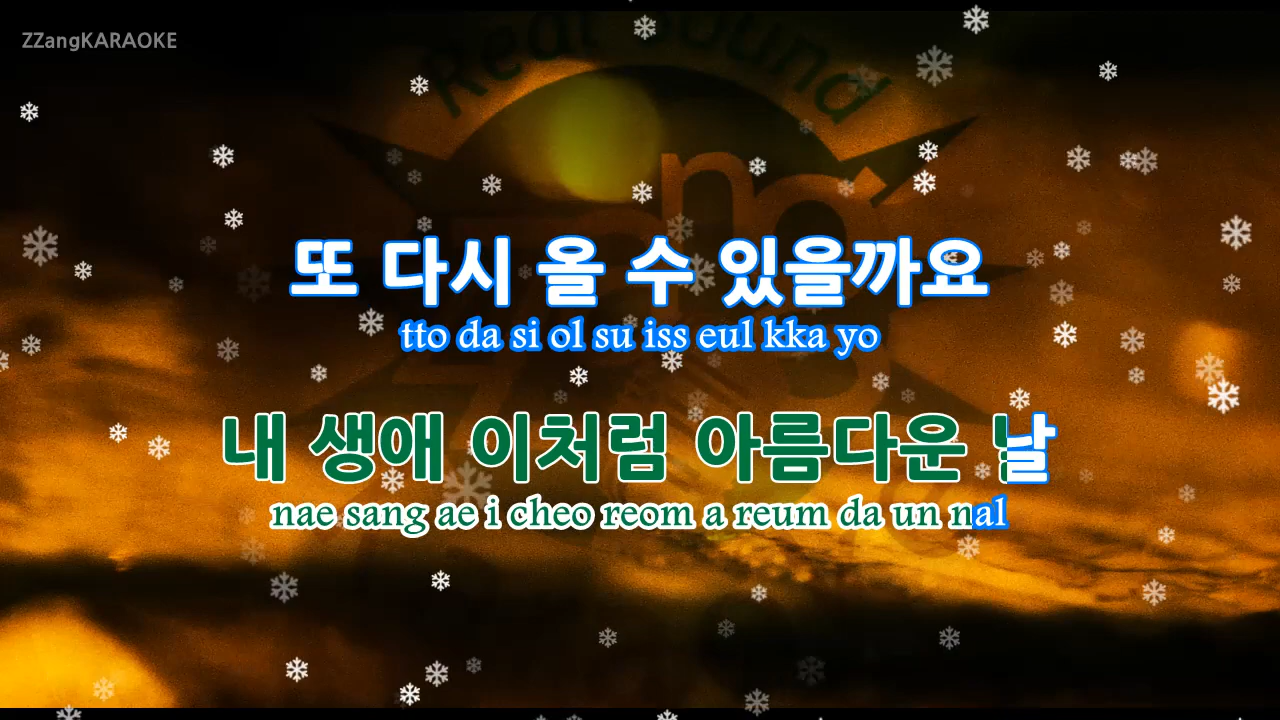 ZZangKARAOKE
Real Sound
또 다시 올 수 있을까요
tto da si ol su iss eul kka yo
내 생애 이처럼 아름다운 날
nae sang ae i cheo reom a reum da un nal